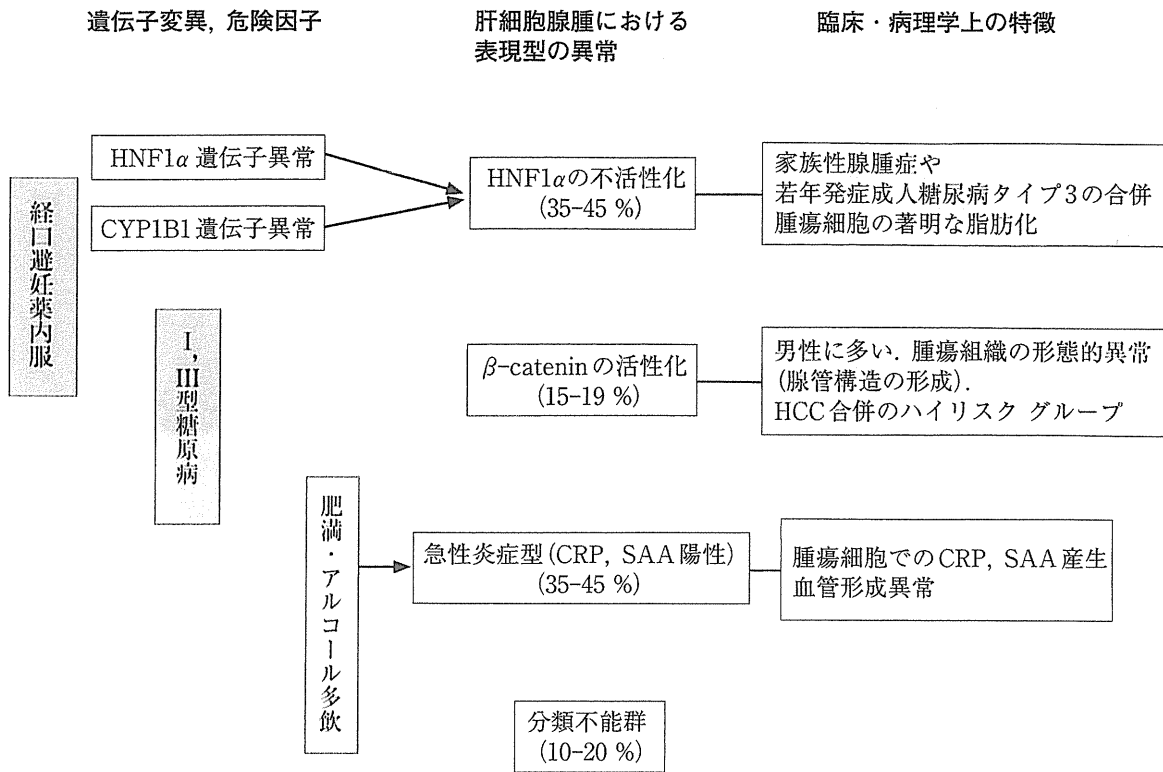 遺伝子変異, 危険因子
肝細胞腺腫における
表現型の異常
臨床・病理学上の特徴
経口避妊薬内服
HNF1α 遺伝子異常
CYP1B1 遺伝子異常
HNF1αの不活性化
(35-45 %)
家族性腺腫症や
若年発症成人糖尿病タイプ3の合併
腫瘍細胞の著明な脂肪化
I, III型糖原病
β-cateninの活性化
(15-19 %)
男性に多い. 腫瘍組織の形態的異常
(腺管構造の形成).
HCC合併のハイリスク グループ
肥満・アルコール多飲
急性炎症型(CRP, SAA陽性)
(35-45 %)
腫瘍細胞でのCRP, SAA産生
血管形成異常
分類不能群
(10-20 %)